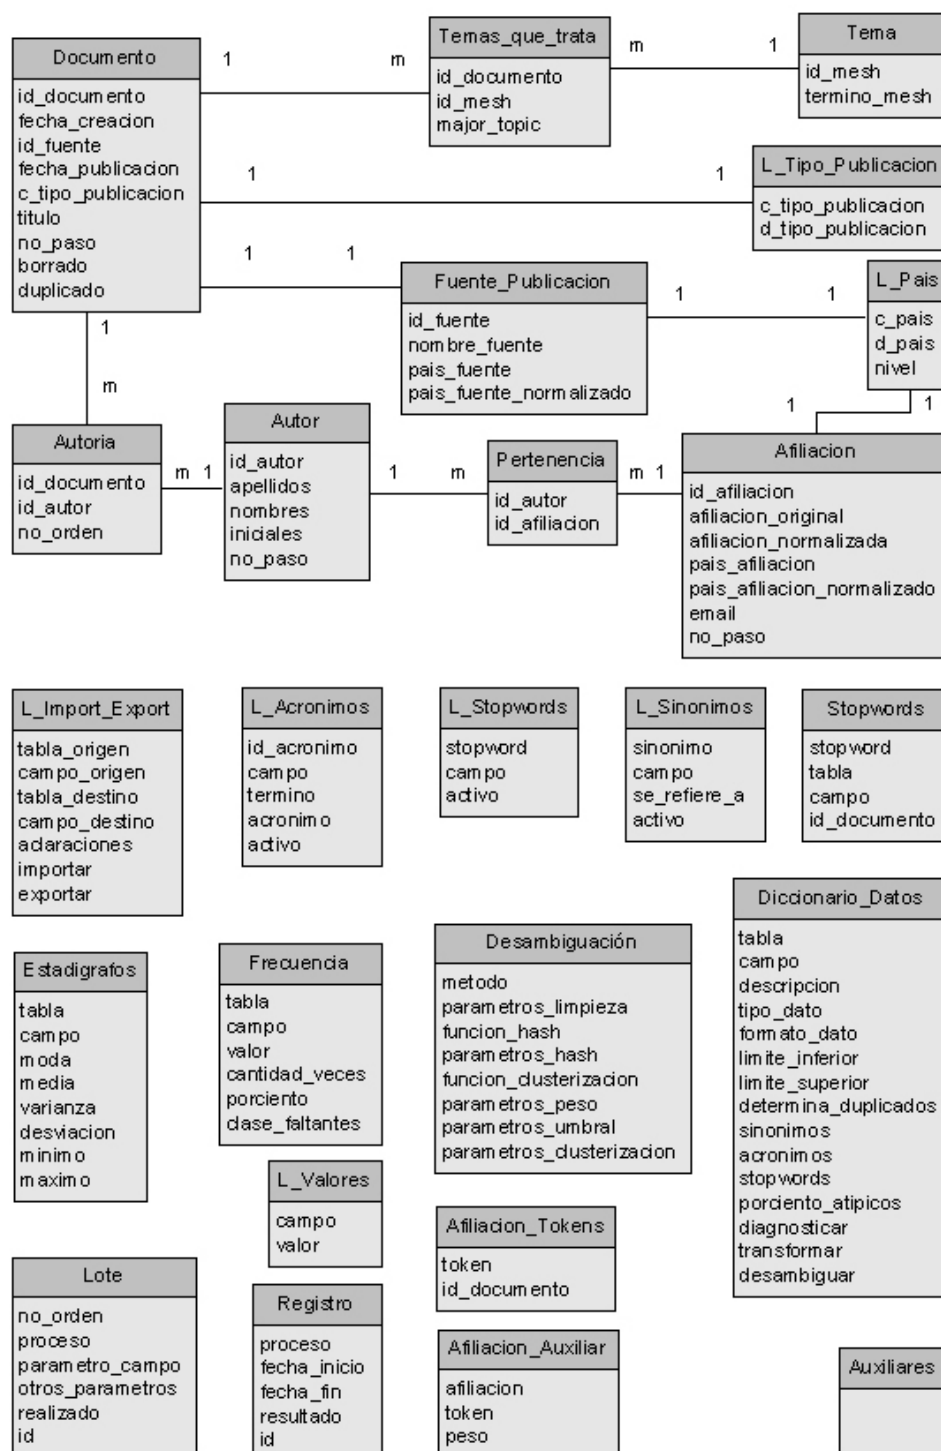 Documento
id_documento
fecha_creacion
id_fuente
fecha_publicacion
c_tipo_publicacion
titulo
no_paso
borrado
duplicado
1
m
Temas_que_trata
id_documento
id_mesh
major_topic
m
1
Tema
id_mesh
termino_mesh
1
1
L_Tipo_Publicacion
c_tipo_publicacion
d_tipo_publicacion
1
1
Fuente_Publicacion
id_fuente
nombre_fuente
pais_fuente
pais_fuente_normalizado
1
1
L_Pais
c_pais
d_pais
nivel
1
m
1
1
Autoria
id_documento
id_autor
no_orden
m
1
Autor
id_autor
apellidos
nombres
iniciales
no_paso
1
m
Pertenencia
id_autor
id_afiliacion
m
1
Afiliacion
id_afiliacion
afiliacion_original
afiliacion_normalizada
pais_afiliacion
pais_afiliacion_normalizado
email
no_paso
L_Import_Export
tabla_origen
campo_origen
tabla_destino
campo_destino
aclaraciones
importar
exportar
L_Acronimos
id_acronimo
campo
termino
acronimo
activo
L_Stopwords
stopword
campo
activo
L_Sinonimos
sinonimo
campo
se_refiere_a
activo
Stopwords
stopword
tabla
campo
id_documento
Estadigrafos
tabla
campo
moda
media
varianza
desviacion
minimo
maximo
Frecuencia
tabla
campo
valor
cantidad_veces
porciento
clase_faltantes
Desambiguación
metodo
parametros_limpieza
funcion_hash
parametros_hash
funcion_clusterizacion
parametros_peso
parametros_umbral
parametros_clusterizacion
Diccionario_Datos
tabla
campo
descripcion
tipo_dato
formato_dato
limite_inferior
limite_superior
determina_duplicados
sinonimos
acronimos
stopwords
porciento_atipicos
diagnosticar
transformar
desambiguar
L_Valores
campo
valor
Afiliacion_Tokens
token
id_documento
Lote
no_orden
proceso
parametro_campo
otros_parametros
realizado
id
Registro
proceso
fecha_inicio
fecha_fin
resultado
id
Afiliacion_Auxiliar
afiliacion
token
peso
Auxiliares